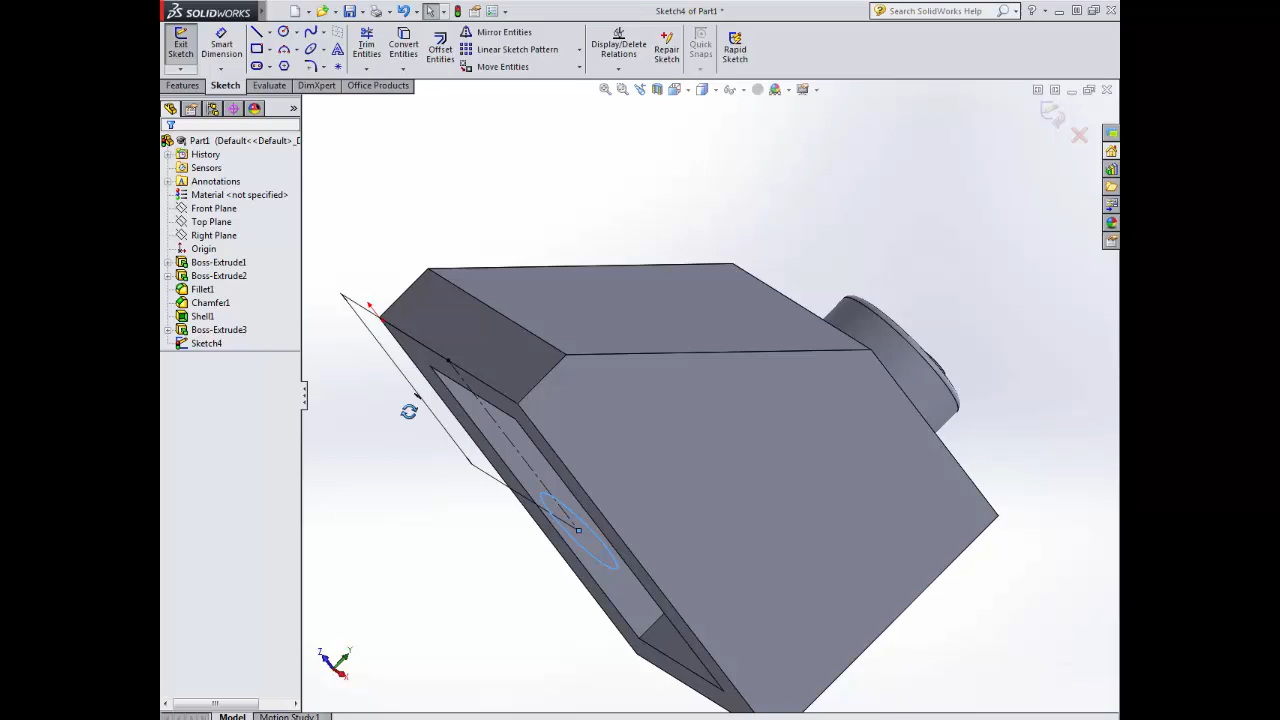 SOLIDWORKS
Sketch4 of Part1 *
Search SolidWorks Help
Exit Sketch
Smart Dimension
Trim Entities
Convert Entities
Offset Entities
Mirror Entities
Linear Sketch Pattern
Move Entities
Display/Delete Relations
Repair Sketch
Quick Snaps
Rapid Sketch
Features
Sketch
Evaluate
DimXpert
Office Products
Part1 (Default<<Default>_D
History
Sensors
Annotations
Material <not specified>
Front Plane
Top Plane
Right Plane
Origin
Boss-Extrude1
Boss-Extrude2
Fillet1
Chamfer1
Shell1
Boss-Extrude3
Sketch4
Z
Y
X
Model
Motion Study 1